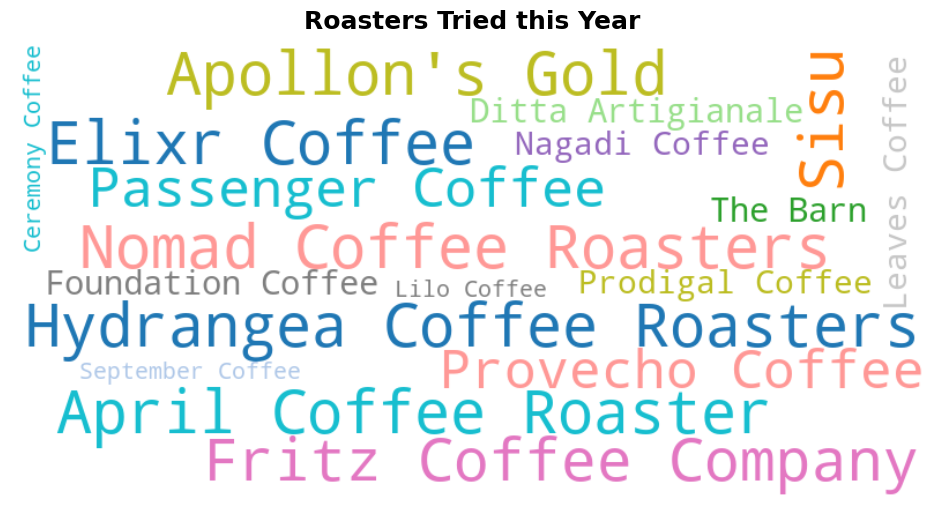 Roasters Tried this Year
Ceremony Coffee
Apollon's Gold
Sisu
Leaves Coffee
Ditta Artigianale
Elixr Coffee
Nagadi Coffee
Passenger Coffee
The Barn
Nomad Coffee Roasters
Foundation Coffee
Lilo Coffee
Prodigal Coffee
Hydrangea Coffee Roasters
September Coffee
Provecho Coffee
April Coffee Roaster
Fritz Coffee Company